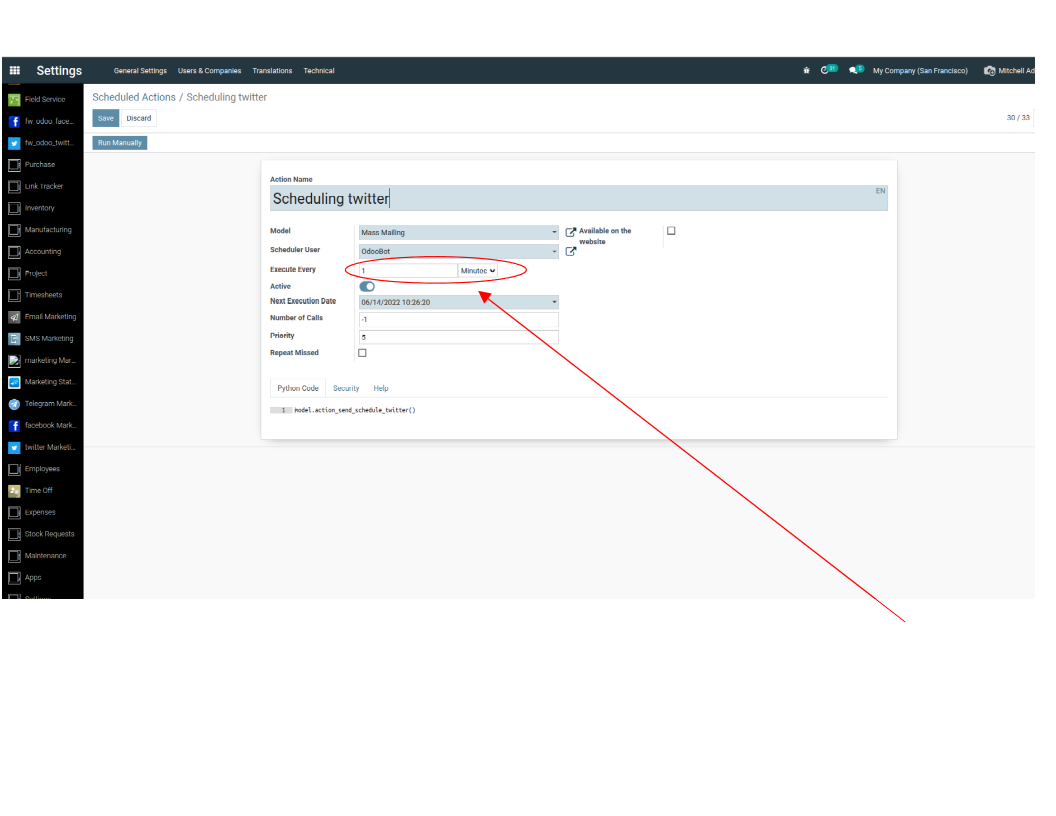 Settings General Settings Users & Companies Translations Technical 31 5 My Company (San Francisco) Mitchell Ad
Scheduled Actions / Scheduling twitter
Save Discard 30 / 33
Run Manually
Field Service
fw_odoo_face...
fw_odoo_twitt...
Purchase
Link Tracker
Inventory
Manufacturing
Accounting
Project
Timesheets
Email Marketing
SMS Marketing
marketing Mar...
Marketing Stat...
Telegram Mark...
facebook Mark...
twitter Marketi...
Employees
Time Off
Expenses
Stock Requests
Maintenance
Apps
Action Name
Scheduling twitter EN
Model Mass Mailing Available on the
website
Scheduler User OdooBot
Execute Every 1 Minutes
Active
Next Execution Date 06/14/2022 10:26:20
Number of Calls -1
Priority 5
Repeat Missed
Python Code Security Help
1 model.action_send_schedule_twitter()